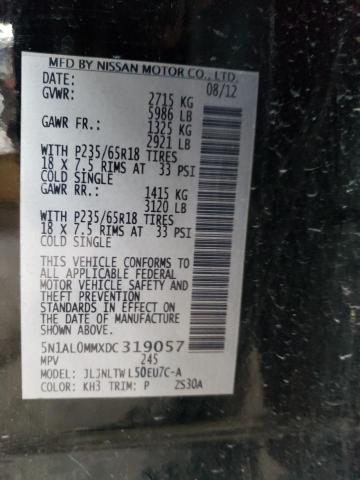 MFD BY NISSAN MOTOR CO., LTD.
DATE: 08/12
GVWR: 2715 KG
5986 LB
GAWR FR.: 1325 KG
2921 LB
WITH P235/65R18 TIRES
18 X 7.5 RIMS AT 33 PSI
COLD SINGLE
GAWR RR.: 1415 KG
3120 LB
WITH P235/65R18 TIRES
18 X 7.5 RIMS AT 33 PSI
COLD SINGLE
THIS VEHICLE CONFORMS TO
ALL APPLICABLE FEDERAL
MOTOR VEHICLE SAFETY AND
THEFT PREVENTION
STANDARDS IN EFFECT ON
THE DATE OF MANUFACTURE
SHOWN ABOVE.
5N1AL0MMXDC319057
MPV 245
MODEL: JLJNLTWL50EU7C-A
COLOR: KH3 TRIM: P ZS30A